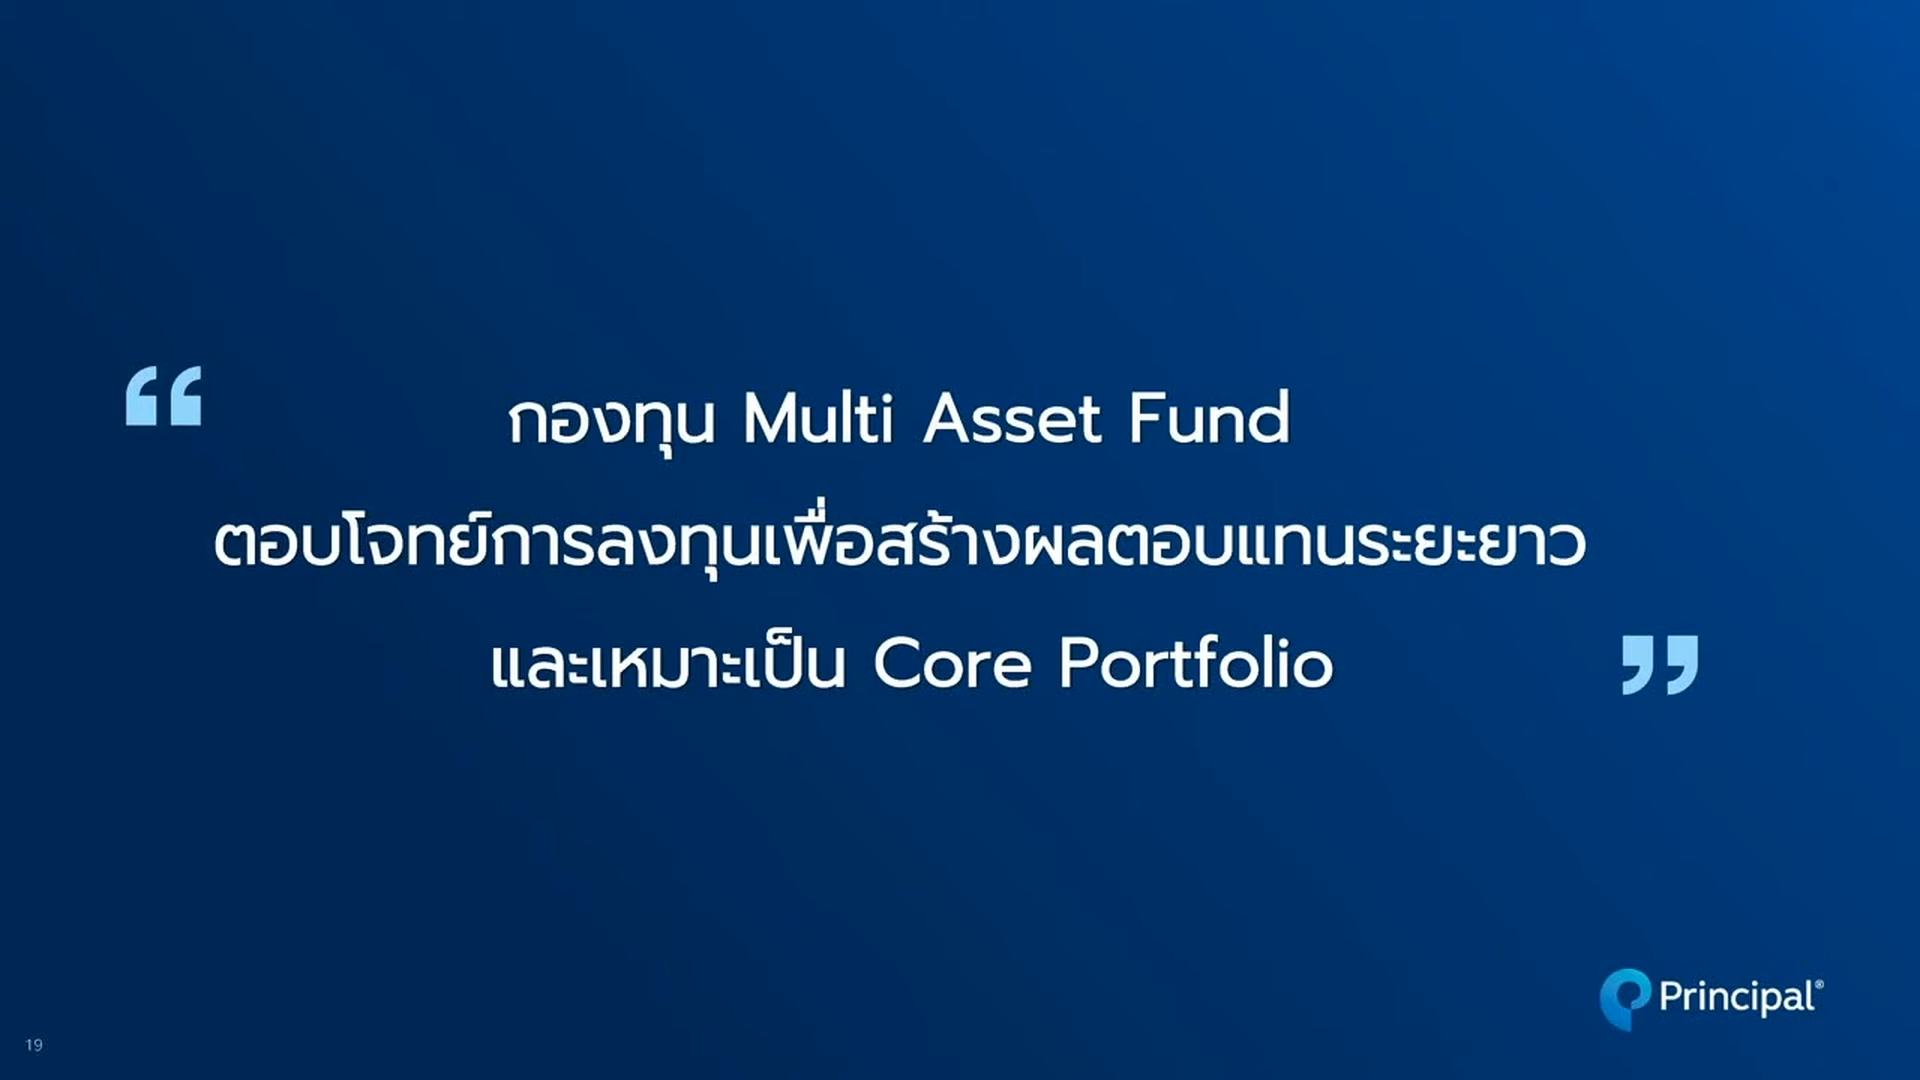 “
กองทุน Multi Asset Fund
ตอบโจทย์การลงทุนเพื่อสร้างผลตอบแทนระยะยาว
และเหมาะเป็น Core Portfolio
”
Principal®
19